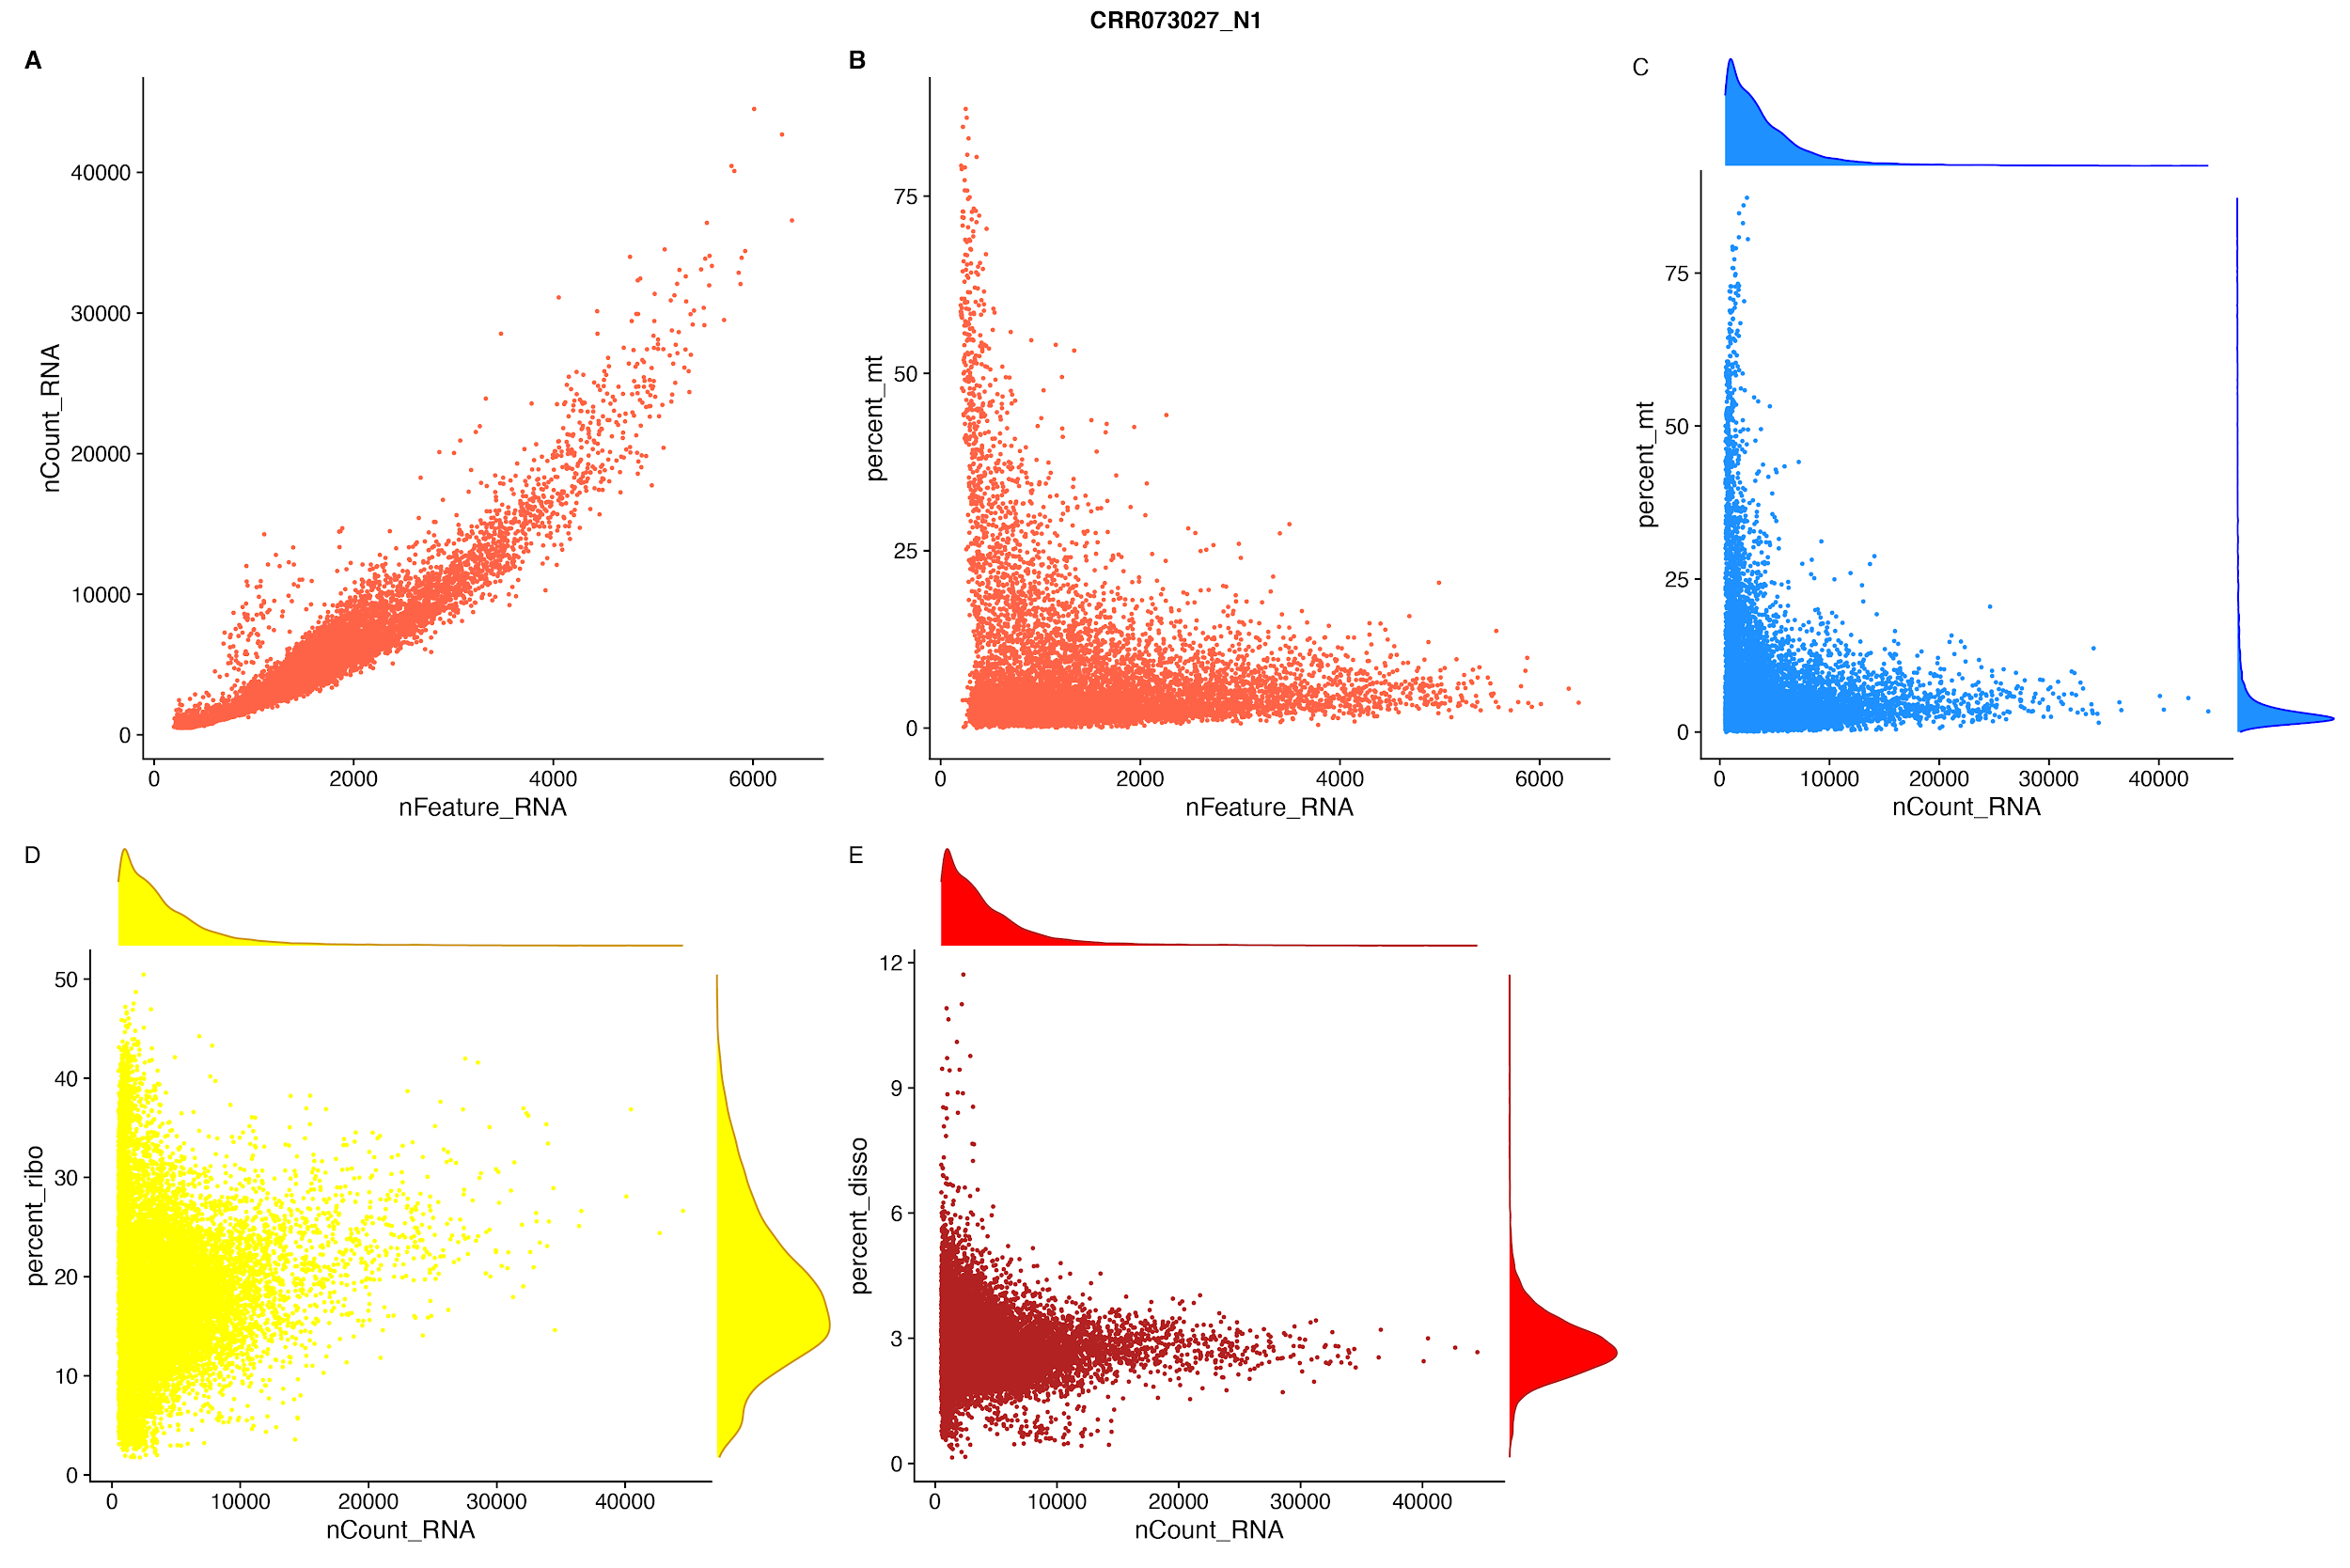 CRR073027_N1
A
nCount_RNA
40000
30000
20000
10000
0
0 2000 4000 6000
nFeature_RNA
B
percent_mt
75
50
25
0
0 2000 4000 6000
nFeature_RNA
C
percent_mt
75
50
25
0
0 10000 20000 30000 40000
nCount_RNA
D
percent_ribo
50
40
30
20
10
0
0 10000 20000 30000 40000
nCount_RNA
E
percent_disso
12
9
6
3
0
0 10000 20000 30000 40000
nCount_RNA